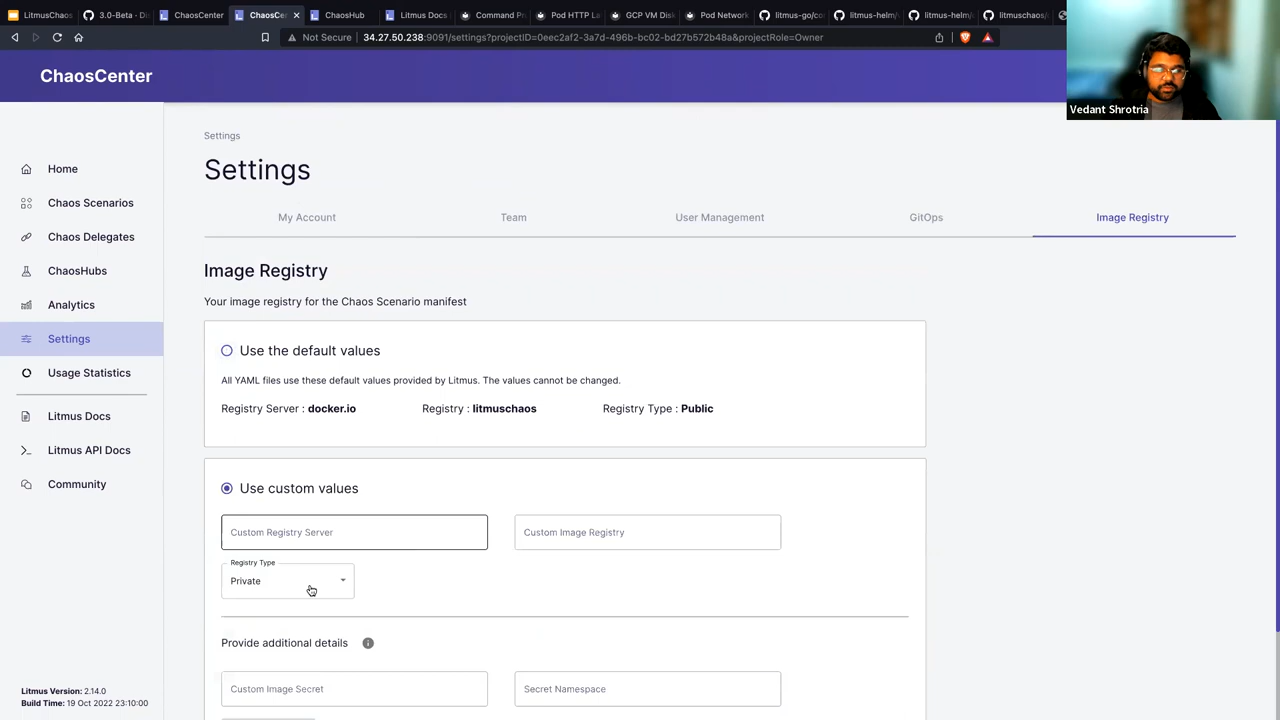 LitmusChaos
3.0-Beta · Dis
ChaosCenter
ChaosCer
ChaosHub
Litmus Docs
Command P
Pod HTTP La
GCP VM Disk
Pod Network
litmus-go/co
litmus-helm/
litmus-helm/
litmuschaos/
Not Secure
34.27.50.238:9091/settings?projectID=0eec2af2-3a7d-496b-bc02-bd27b572b48a&projectRole=Owner
Vedant Shrotria
ChaosCenter
Home
Chaos Scenarios
Chaos Delegates
ChaosHubs
Analytics
Settings
Usage Statistics
Litmus Docs
Litmus API Docs
Community
Litmus Version: 2.14.0
Build Time: 19 Oct 2022 23:10:00
Settings
Settings
My Account
Team
User Management
GitOps
Image Registry
Image Registry
Your image registry for the Chaos Scenario manifest
Use the default values
All YAML files use these default values provided by Litmus. The values cannot be changed.
Registry Server : docker.io
Registry : litmuschaos
Registry Type : Public
Use custom values
Custom Registry Server
Custom Image Registry
Registry Type
Private
Provide additional details
Custom Image Secret
Secret Namespace